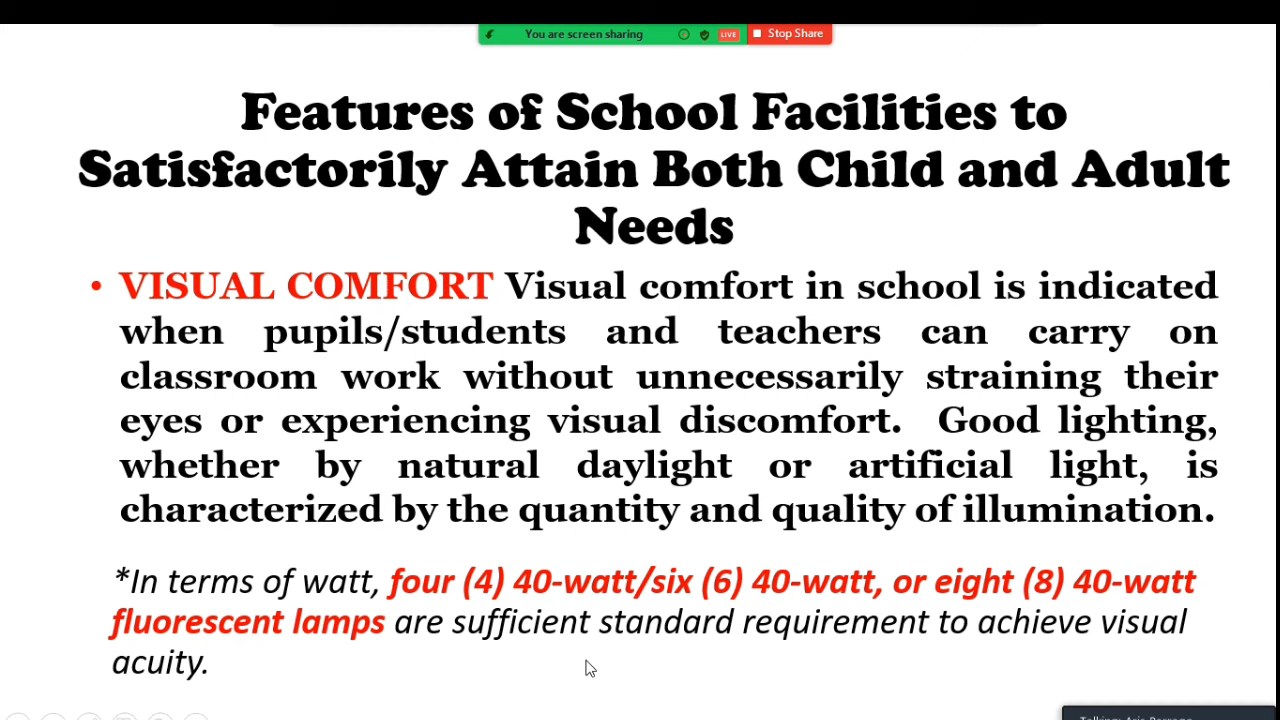 You are screen sharing LIVE Stop Share
Features of School Facilities to
Satisfactorily Attain Both Child and Adult
Needs
• VISUAL COMFORT Visual comfort in school is indicated
when pupils/students and teachers can carry on
classroom work without unnecessarily straining their
eyes or experiencing visual discomfort. Good lighting,
whether by natural daylight or artificial light, is
characterized by the quantity and quality of illumination.
*In terms of watt, four (4) 40-watt/six (6) 40-watt, or eight (8) 40-watt
fluorescent lamps are sufficient standard requirement to achieve visual
acuity.
Talking: